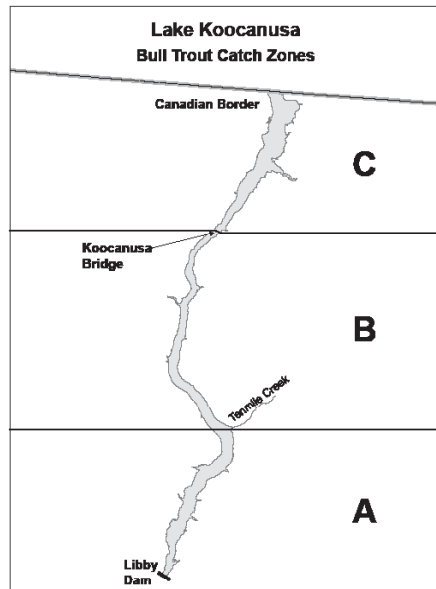 Lake Koocanusa
Bull Trout Catch Zones
Canadian Border
C
Koocanusa
Bridge
B
Tenmile Creek
A
Libby
Dam